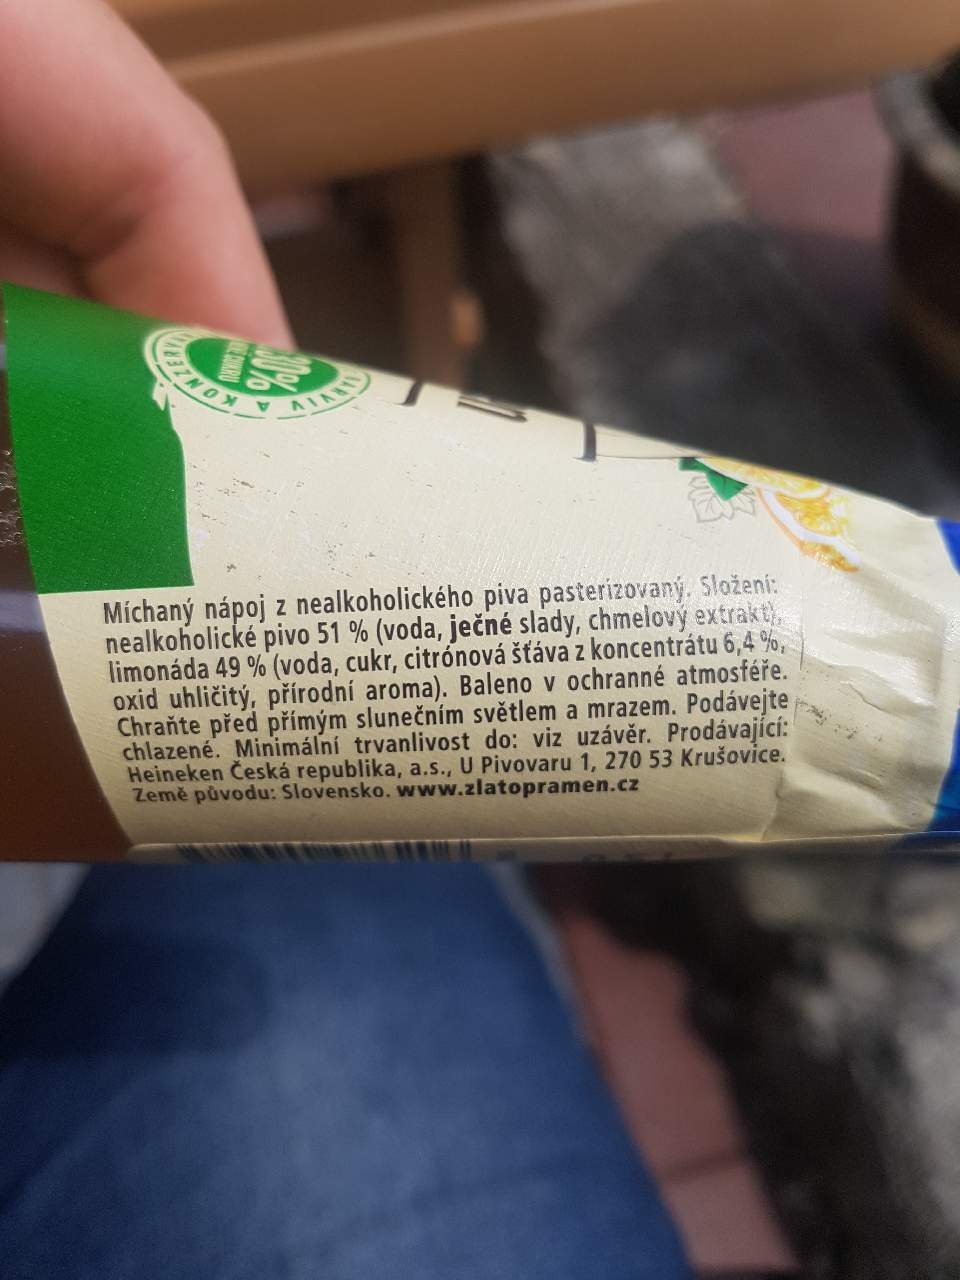 KONZERV
BARVIV A
100%
Míchaný nápoj z nealkoholického piva pasterizovaný. Složení:
nealkoholické pivo 51 % (voda, ječné slady, chmelový extrakt),
limonáda 49 % (voda, cukr, citrónová šťáva z koncentrátu 6,4 %,
oxid uhličitý, přírodní aroma). Baleno v ochranné atmosféře.
Chraňte před přímým slunečním světlem a mrazem. Podávejte
chlazené. Minimální trvanlivost do: viz uzávěr. Prodávající:
Heineken Česká republika, a.s., U Pivovaru 1, 270 53 Krušovice.
Země původu: Slovensko. www.zlatopramen.cz